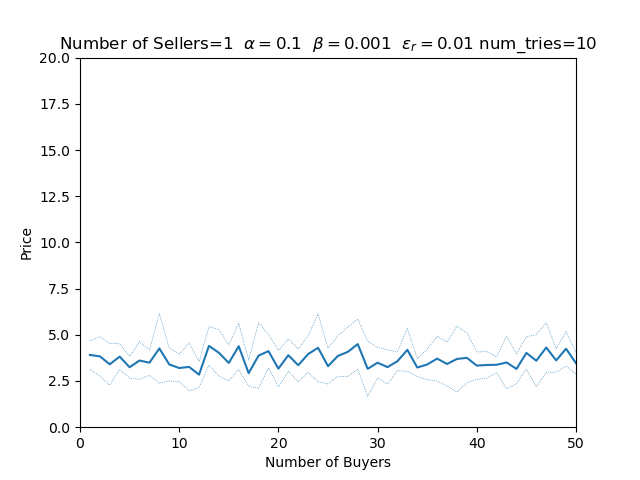 Number of Sellers=1 α = 0.1 β = 0.001 εr = 0.01 num_tries=10
20.0
17.5
15.0
12.5
10.0
7.5
5.0
2.5
0.0
Price
0 10 20 30 40 50
Number of Buyers